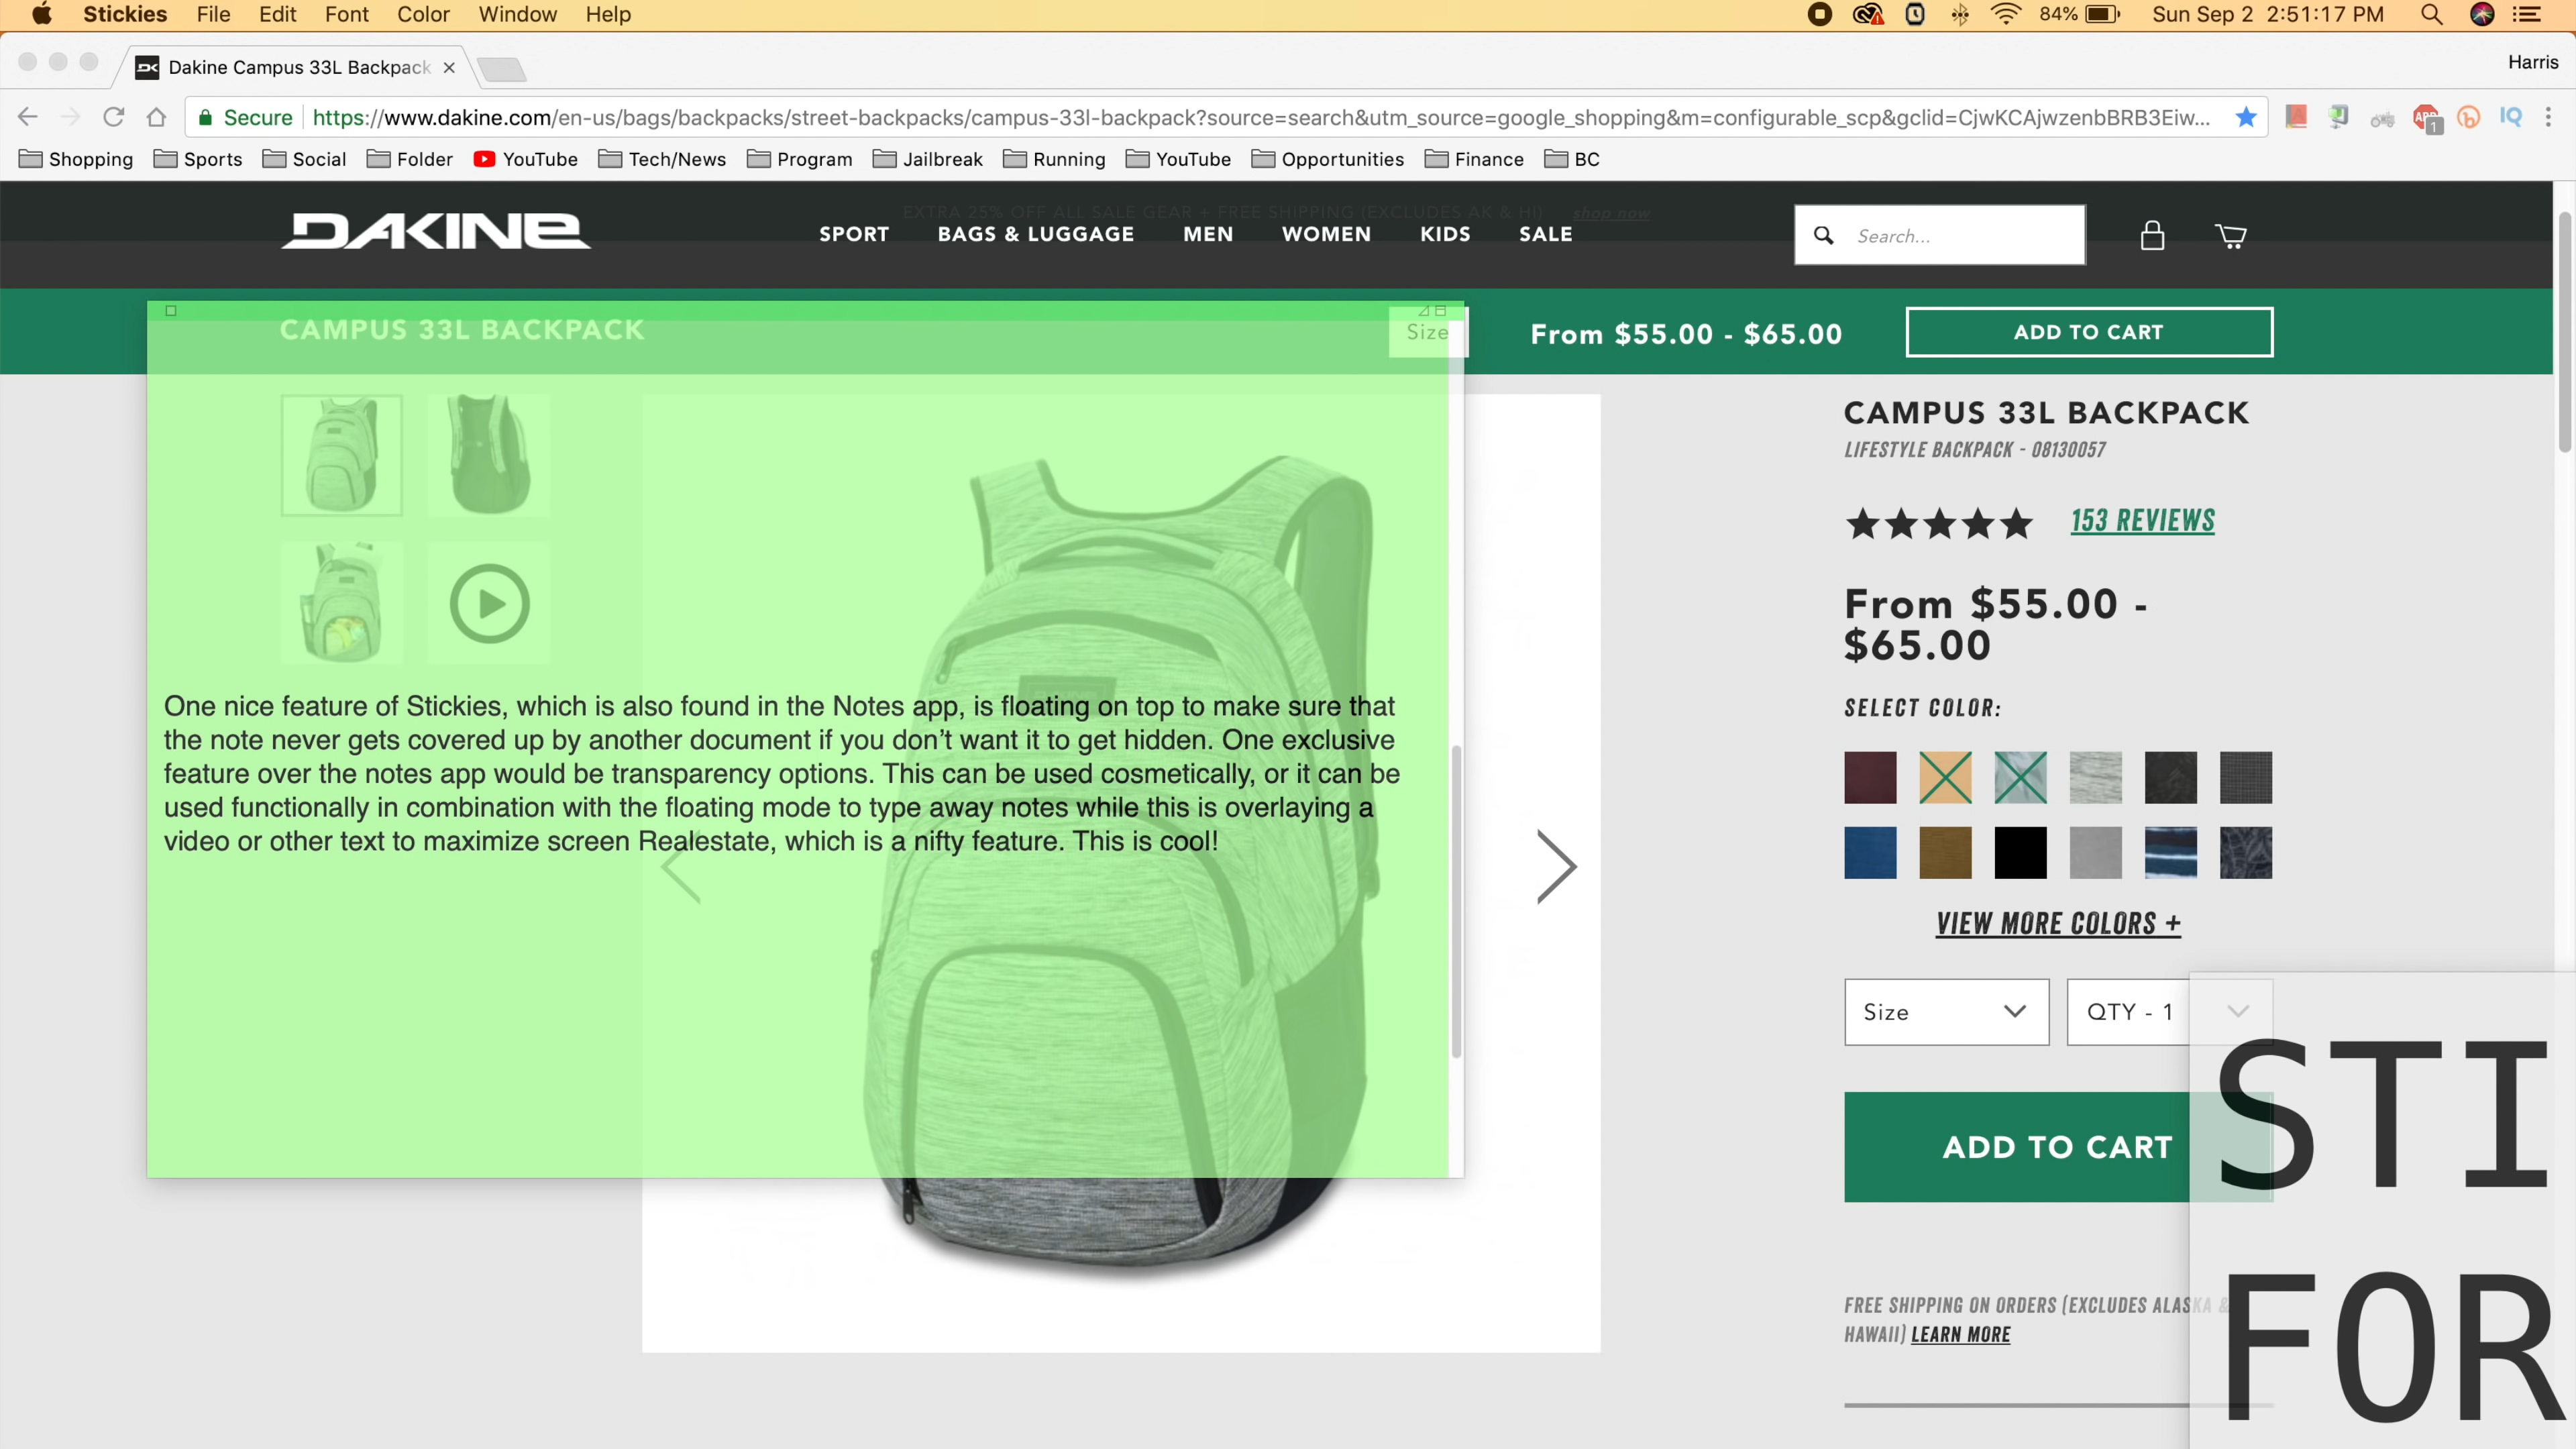 Stickies File Edit Font Color Window Help 84% Sun Sep 2 2:51:17 PM
Dakine Campus 33L Backpack Harris
Secure https://www.dakine.com/en-us/bags/backpacks/street-backpacks/campus-33l-backpack?source=search&utm_source=google_shopping&m=configurable_scp&gclid=CjwKCAjwzenbBRB3Eiw... ABP 1 IQ
Shopping Sports Social Folder YouTube Tech/News Program Jailbreak Running YouTube Opportunities Finance BC
EXTRA 25% OFF ALL SALE GEAR + FREE SHIPPING (EXCLUDES AK & HI) shop now
DAKINE SPORT BAGS & LUGGAGE MEN WOMEN KIDS SALE Search...
CAMPUS 33L BACKPACK Size From $55.00 - $65.00 ADD TO CART
One nice feature of Stickies, which is also found in the Notes app, is floating on top to make sure that
the note never gets covered up by another document if you don’t want it to get hidden. One exclusive
feature over the notes app would be transparency options. This can be used cosmetically, or it can be
used functionally in combination with the floating mode to type away notes while this is overlaying a
video or other text to maximize screen Realestate, which is a nifty feature. This is cool!
CAMPUS 33L BACKPACK
LIFESTYLE BACKPACK - 08130057
153 REVIEWS
From $55.00 -
$65.00
SELECT COLOR:
VIEW MORE COLORS +
Size QTY - 1
ADD TO CART
FREE SHIPPING ON ORDERS (EXCLUDES ALASKA &
HAWAII) LEARN MORE
STI
FOR